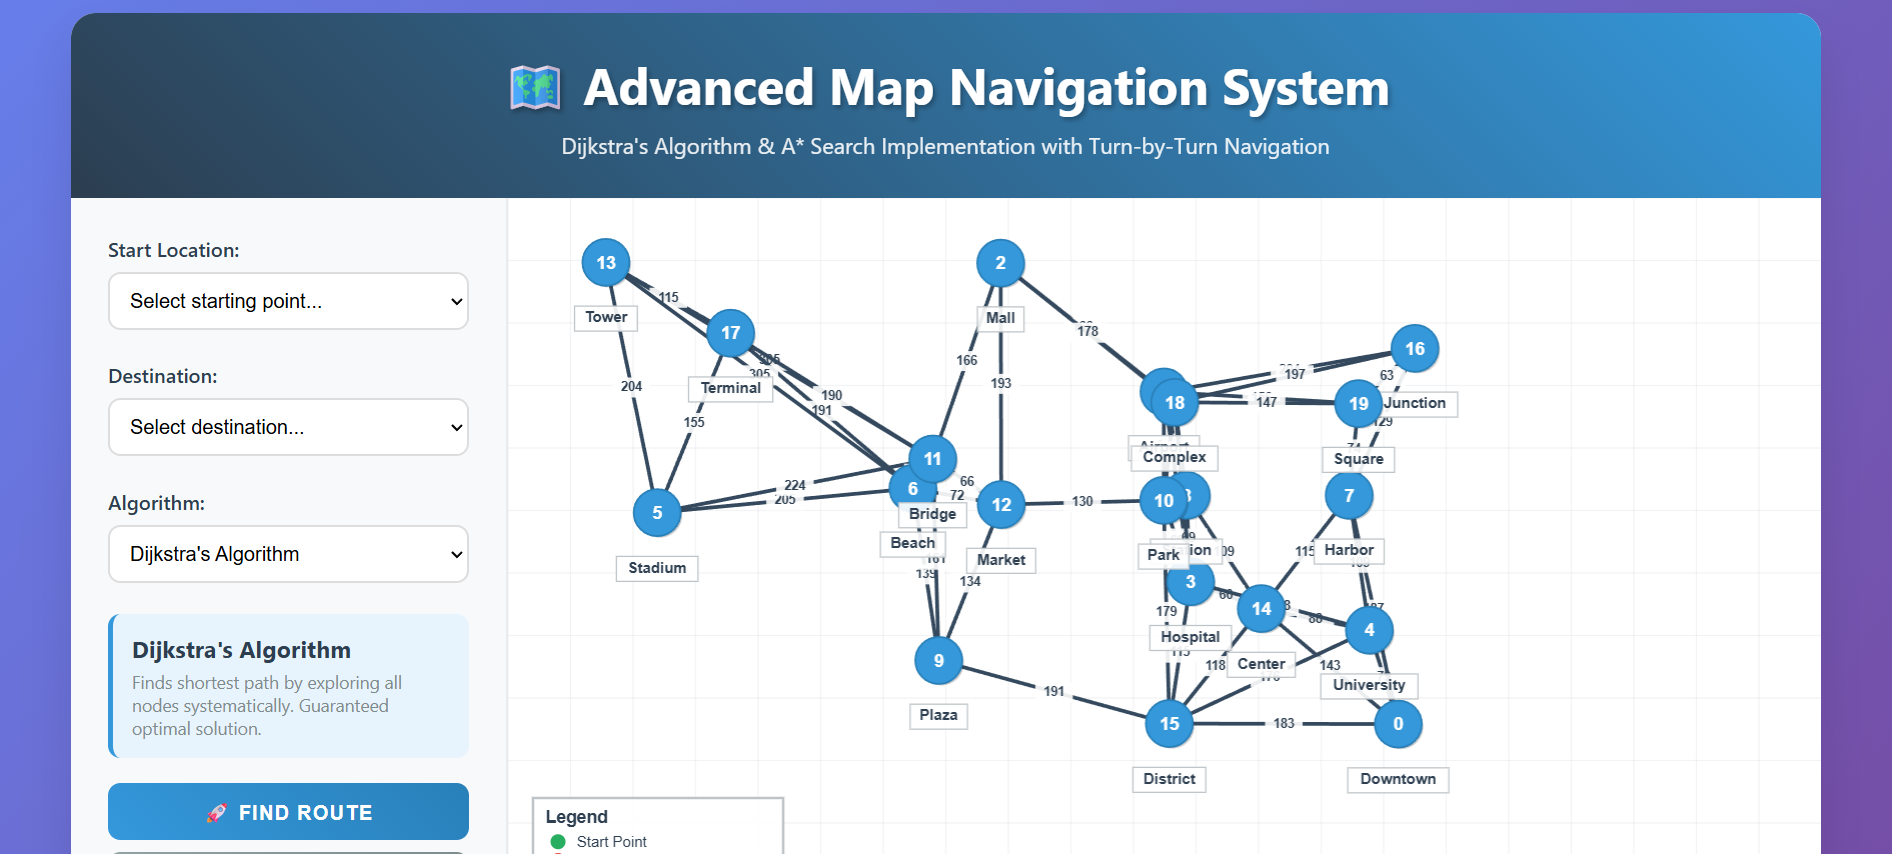 Advanced Map Navigation System
Dijkstra's Algorithm & A* Search Implementation with Turn-by-Turn Navigation
Start Location:
Select starting point...
Destination:
Select destination...
Algorithm:
Dijkstra's Algorithm
Dijkstra's Algorithm
Finds shortest path by exploring all
nodes systematically. Guaranteed
optimal solution.
FIND ROUTE
13
Tower
115
17
Terminal
305
190
191
204
155
5
Stadium
224
205
2
Mall
166
193
178
11
6
66
72
Bridge
Beach
12
Market
161
139
134
9
Plaza
191
130
16
197
63
18
147
19
Junction
129
Complex
Square
74
10
7
Park
Harbor
115
3
60
14
88
4
179
Hospital
118
Center
143
University
15
183
0
District
Downtown
Legend
Start Point